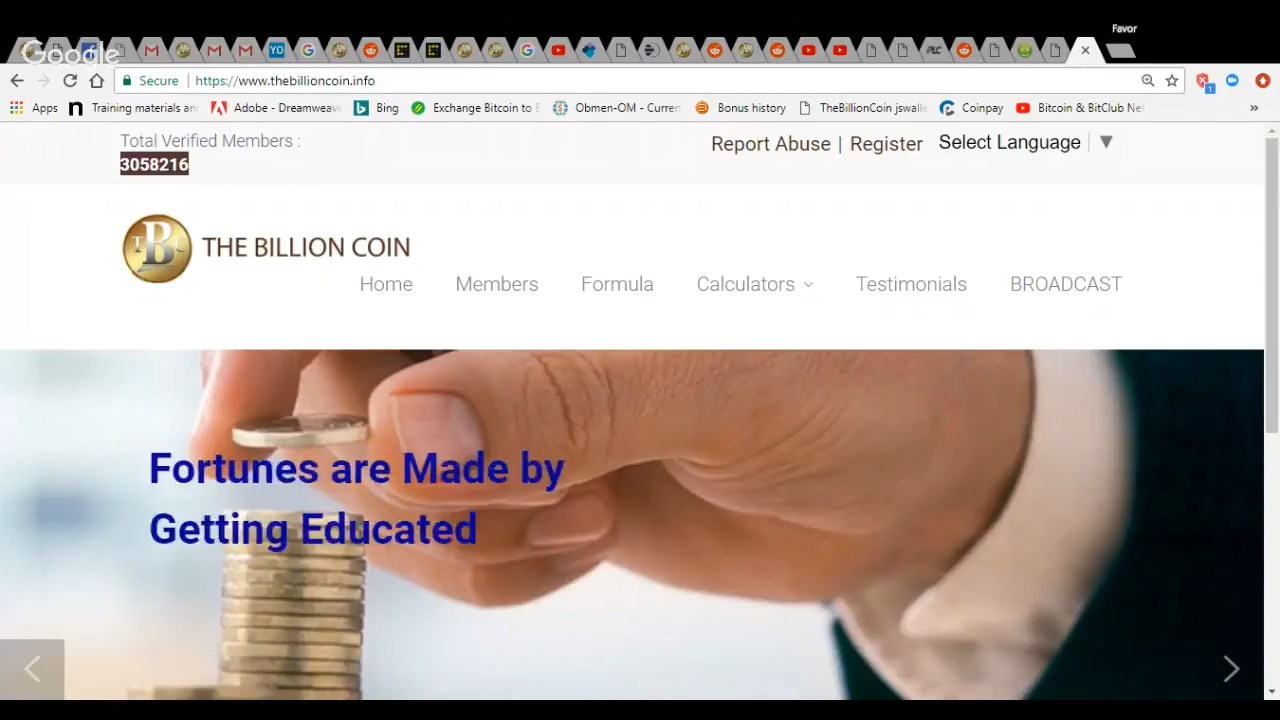 Favor
Google
Secure https://www.thebillioncoin.info
Apps Training materials an Adobe - Dreamweav Bing Exchange Bitcoin to E Obmen-OM - Curren Bonus history TheBillionCoin jswalle Coinpay Bitcoin & BitClub Net »
Total Verified Members :
3058216
Report Abuse | Register Select Language ▼
TBC THE BILLION COIN
Home Members Formula Calculators Testimonials BROADCAST
Fortunes are Made by
Getting Educated